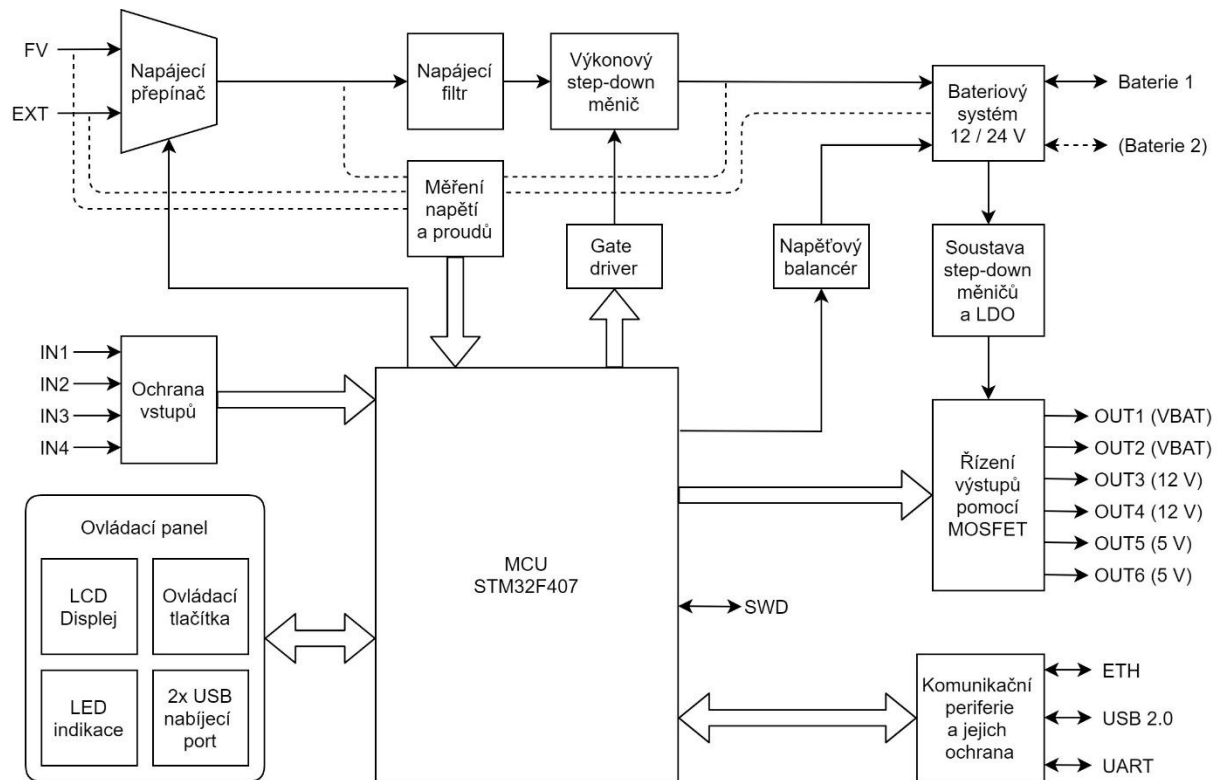 FV
EXT
Napájecí
přepínač
Napájecí
filtr
Výkonový
step-down
měnič
Bateriový
systém
12 / 24 V
Baterie 1
(Baterie 2)
Měření
napětí
a proudů
Gate
driver
Napěťový
balancér
Soustava
step-down
měničů
a LDO
IN1
IN2
IN3
IN4
Ochrana
vstupů
MCU
STM32F407
Řízení
výstupů
pomocí
MOSFET
OUT1 (VBAT)
OUT2 (VBAT)
OUT3 (12 V)
OUT4 (12 V)
OUT5 (5 V)
OUT6 (5 V)
Ovládací panel
LCD
Displej
Ovládací
tlačítka
LED
indikace
2x USB
nabíjecí
port
SWD
Komunikační
periferie
a jejich
ochrana
ETH
USB 2.0
UART